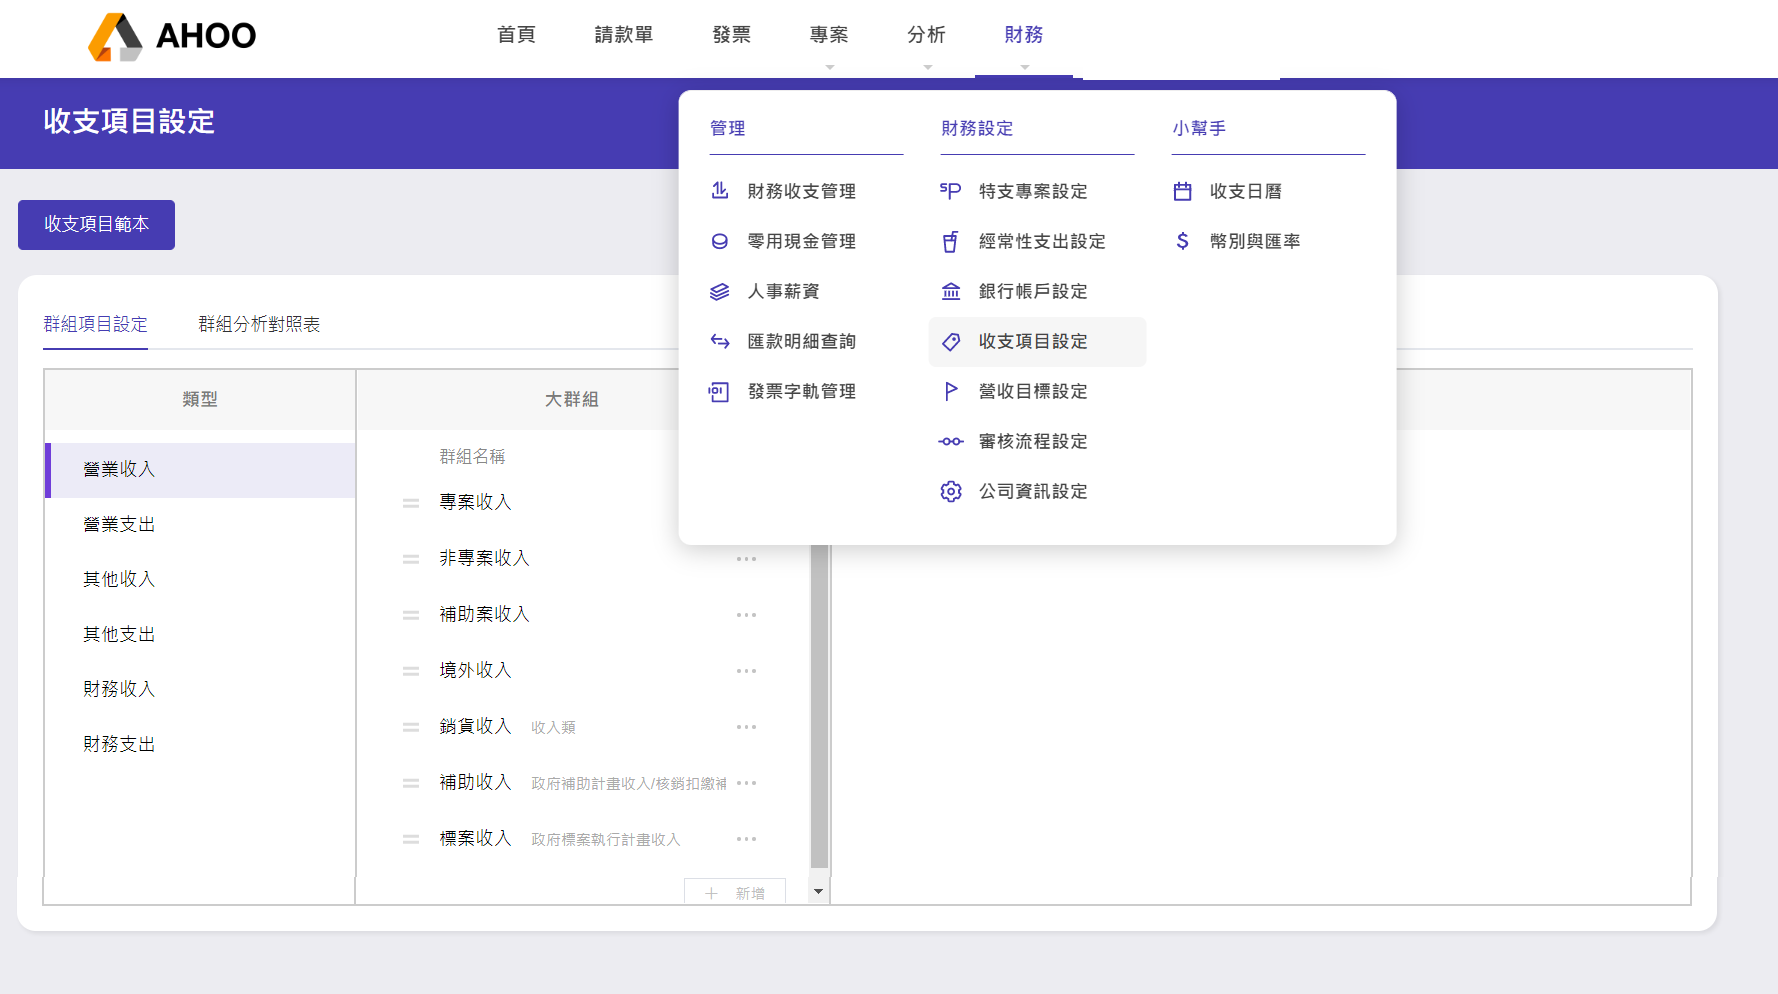 AHOO
首頁 請款單 發票 專案 分析 財務
收支項目設定
管理 財務設定 小幫手
財務收支管理 特支專案設定 收支日曆
零用現金管理 經常性支出設定 幣別與匯率
人事薪資 銀行帳戶設定
匯款明細查詢 收支項目設定
發票字軌管理 營收目標設定
審核流程設定
公司資訊設定
收支項目範本
群組項目設定 群組分析對照表
類型 大群組
營業收入
營業支出
其他收入
其他支出
財務收入
財務支出
群組名稱
專案收入
非專案收入
補助案收入
境外收入
銷貨收入 收入類
補助收入 政府補助計畫收入/核銷扣繳補
標案收入 政府標案執行計畫收入
新增